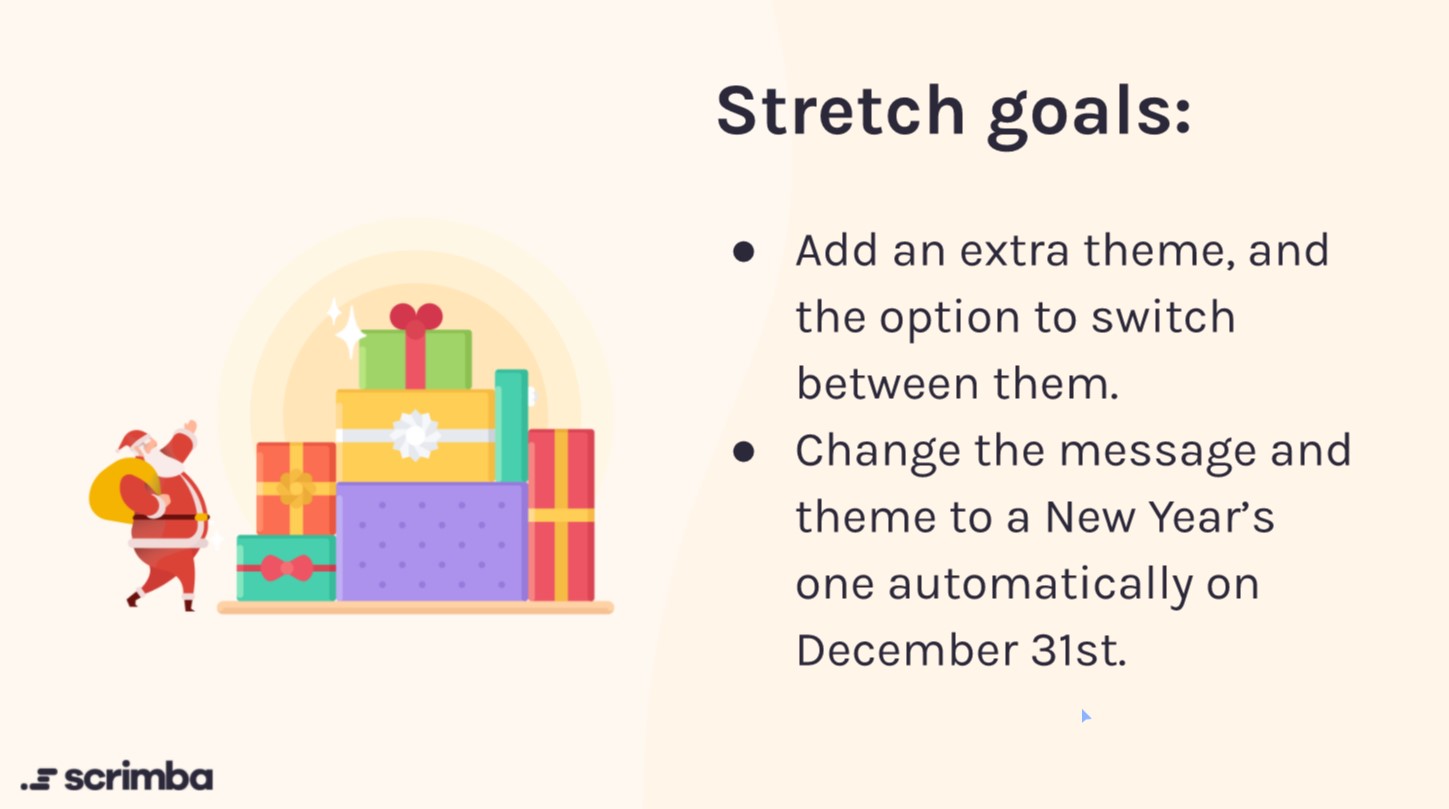 Stretch goals:
● Add an extra theme, and
the option to switch
between them.
● Change the message and
theme to a New Year’s
one automatically on
December 31st.
scrimba